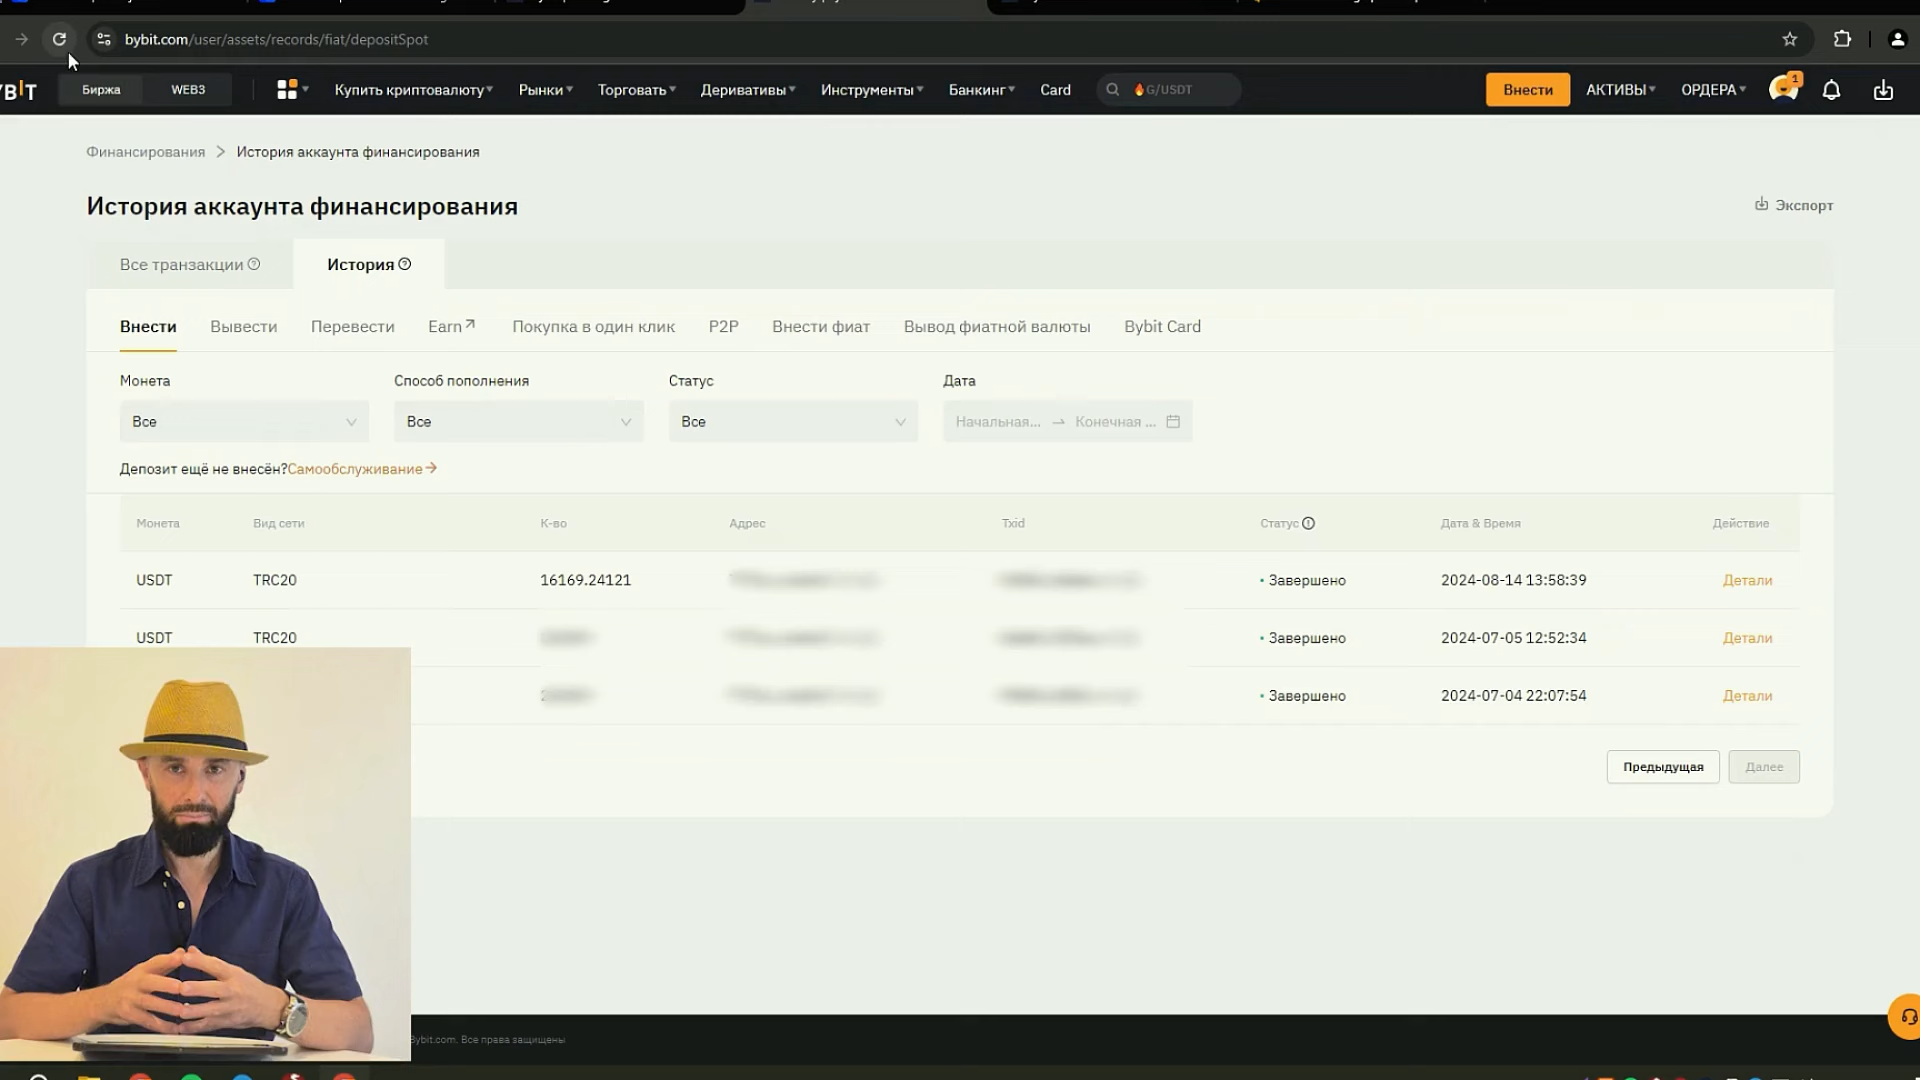 bybit.com/user/assets/records/fiat/depositSpot
Биржа WEB3 Купить криптовалюту Рынки Торговать Деривативы Инструменты Банкинг Card G/USDT Внести АКТИВЫ ОРДЕРА 1
Финансирования > История аккаунта финансирования
История аккаунта финансирования
Экспорт
Все транзакции История
Внести Вывести Перевести Earn Покупка в один клик P2P Внести фиат Вывод фиатной валюты Bybit Card
Монета Способ пополнения Статус Дата
Все Все Все Начальная... → Конечная ...
Депозит ещё не внесён?Самообслуживание→
Монета Вид сети К-во Адрес Txid Статус Дата & Время Действие
USDT TRC20 16169.24121 Завершено 2024-08-14 13:58:39 Детали
USDT TRC20 Завершено 2024-07-05 12:52:34 Детали
Завершено 2024-07-04 22:07:54 Детали
Предыдущая Далее
Bybit.com. Все права защищены